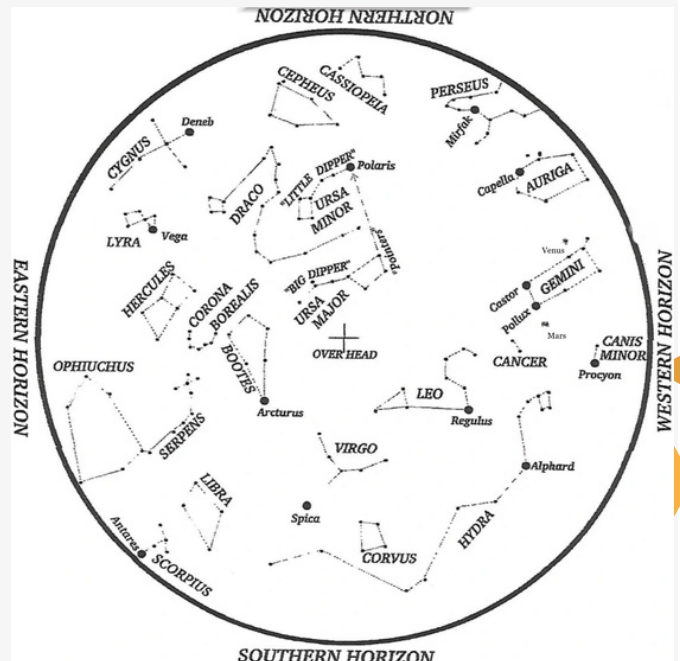 NORTHERN HORIZON
CASSIOPEIA
CEPHEUS
PERSEUS
Mirfak
Deneb
CYGNUS
"LITTLE DIPPER"
Polaris
URSA
MINOR
DRACO
Capella
AURIGA
LYRA
Vega
"Pointers"
Venus
GEMINI
Castor
Pollux
Mars
HERCULES
CORONA
BOREALIS
"BIG DIPPER"
URSA
MAJOR
OVER HEAD
EASTERN HORIZON
WESTERN HORIZON
CANIS
MINOR
Procyon
CANCER
OPHIUCHUS
BOOTES
Arcturus
LEO
Regulus
SERPENS
VIRGO
Alphard
LIBRA
Spica
HYDRA
CORVUS
Antares
SCORPIUS
SOUTHERN HORIZON